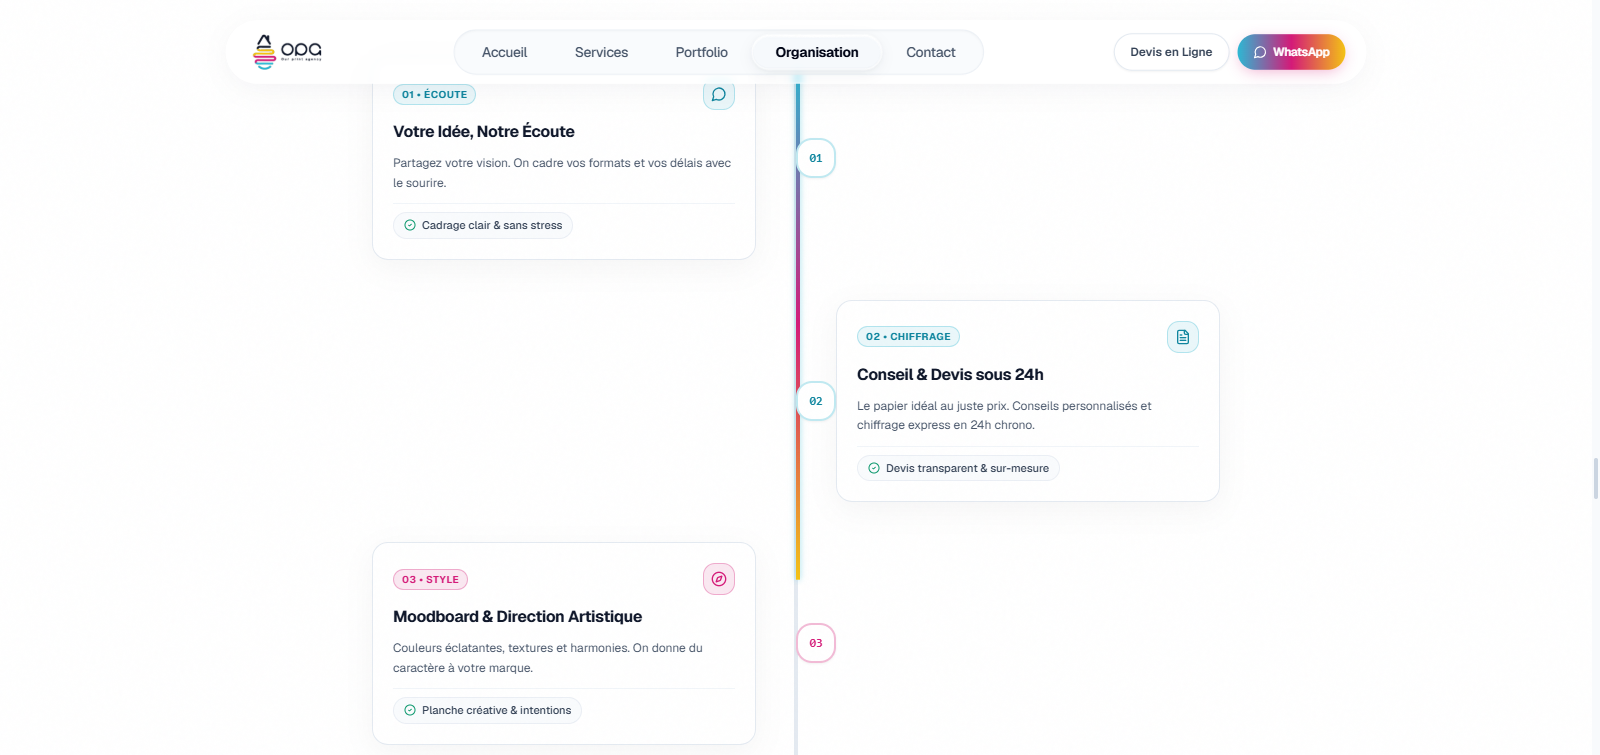 opa
Our print agency
Accueil
Services
Portfolio
Organisation
Contact
Devis en Ligne
WhatsApp
01 • ÉCOUTE
Votre Idée, Notre Écoute
Partagez votre vision. On cadre vos formats et vos délais avec
le sourire.
Cadrage clair & sans stress
01
02 • CHIFFRAGE
Conseil & Devis sous 24h
Le papier idéal au juste prix. Conseils personnalisés et
chiffrage express en 24h chrono.
Devis transparent & sur-mesure
02
03 • STYLE
Moodboard & Direction Artistique
Couleurs éclatantes, textures et harmonies. On donne du
caractère à votre marque.
Planche créative & intentions
03